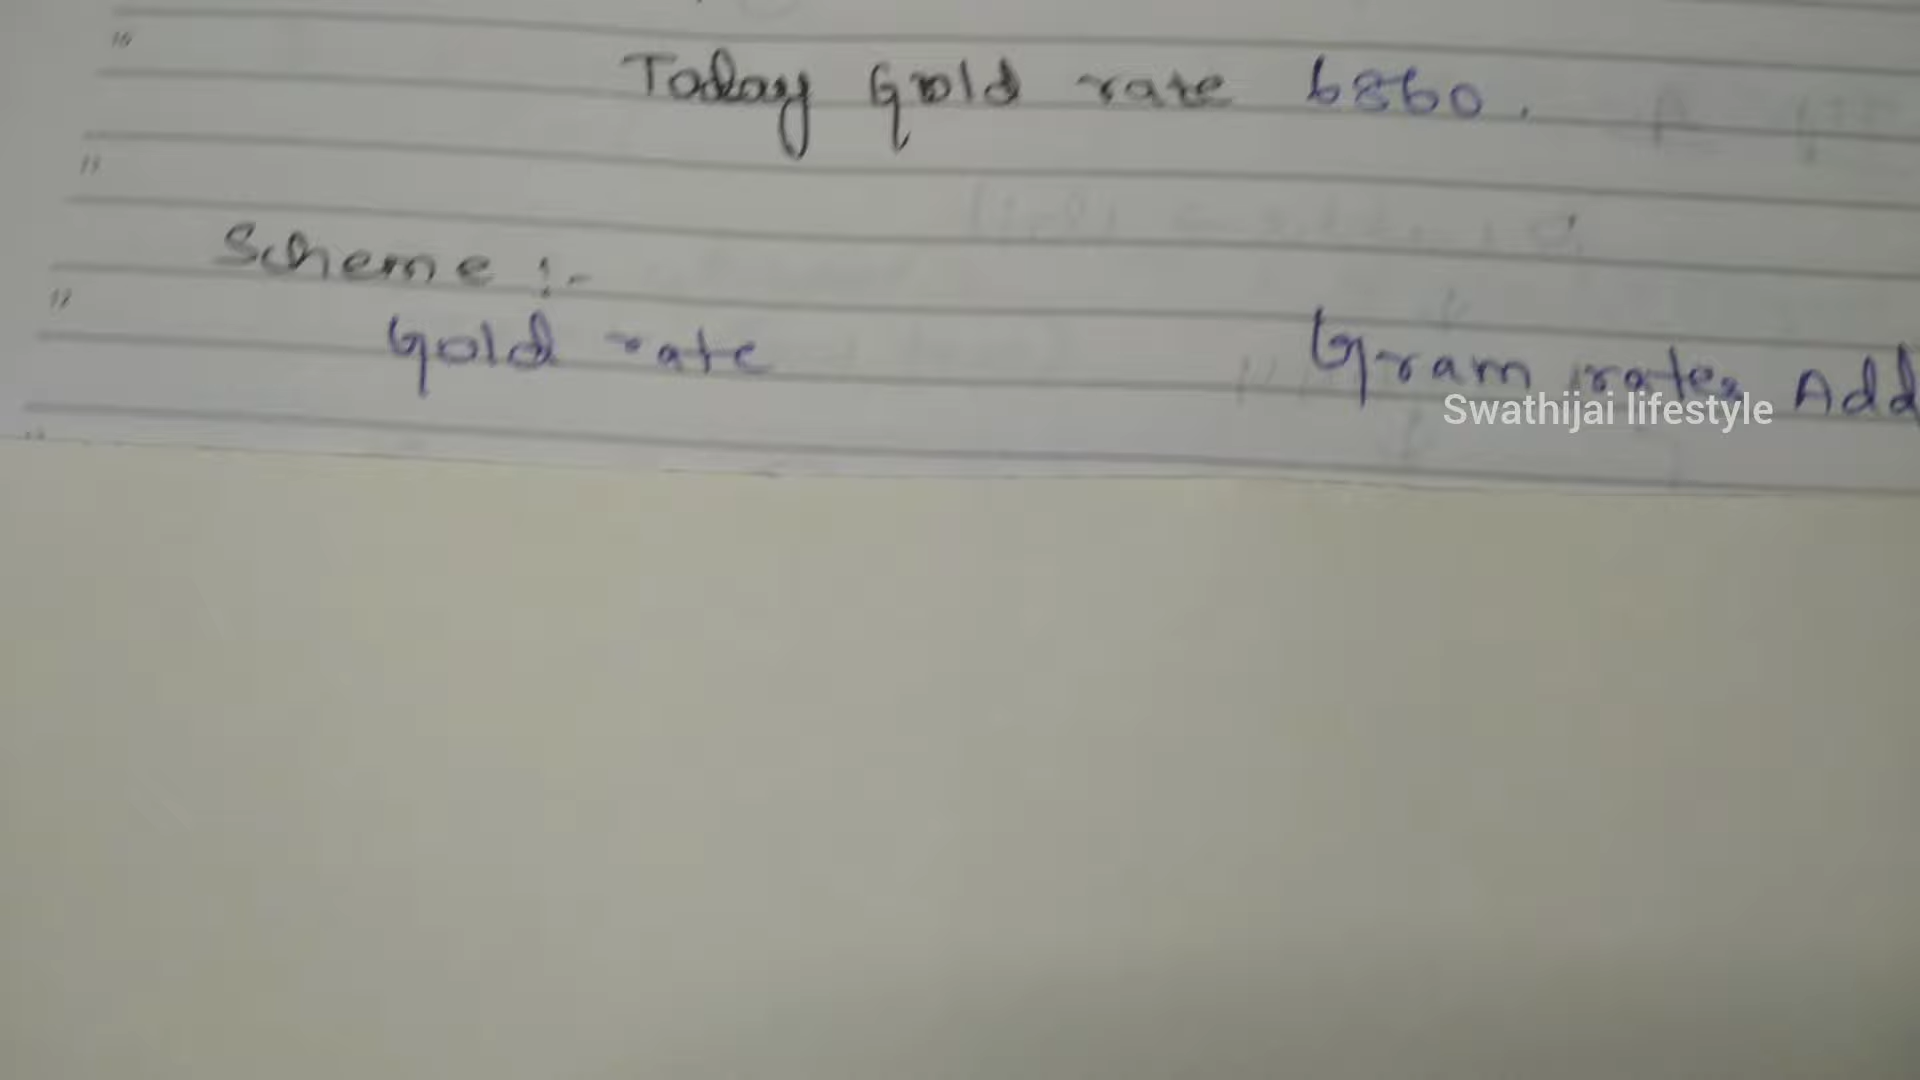 Today Gold rate 6860.
Scheme :-
Gold rate Gram rates Add
Swathijai lifestyle